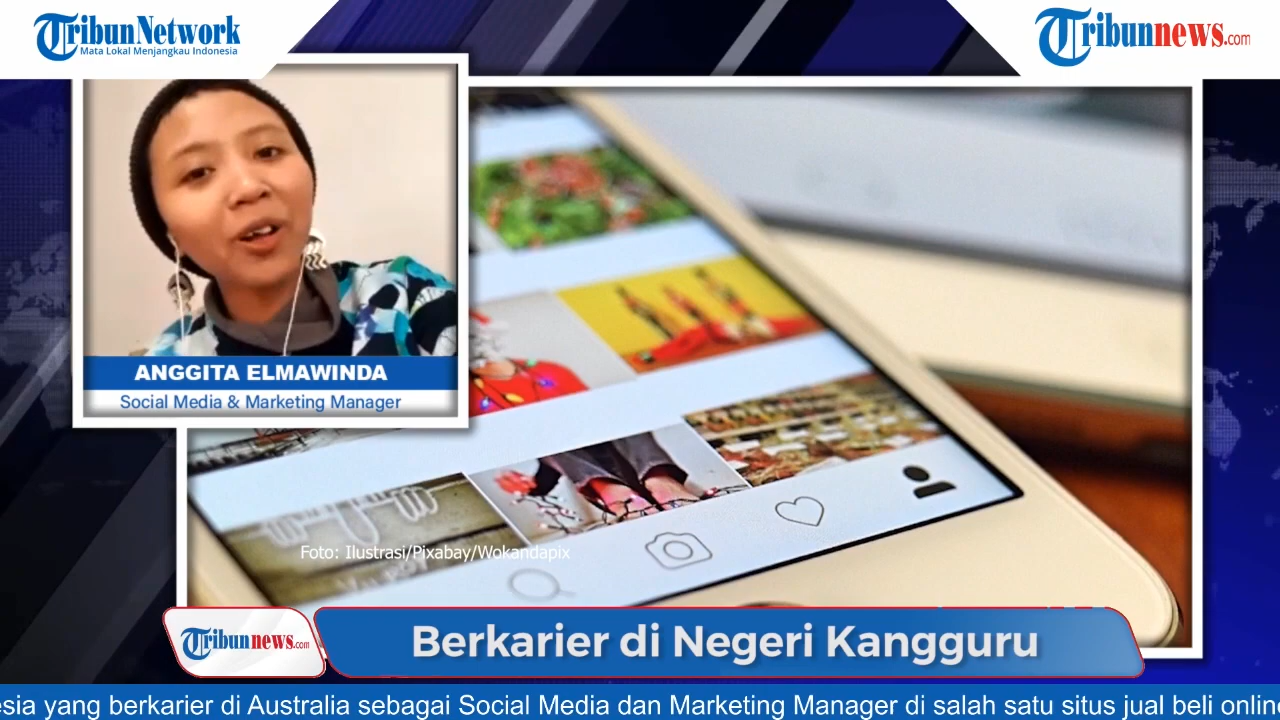 TribunNetwork
Mata Lokal Menjangkau Indonesia
Tribunnews.com
ANGGITA ELMAWINDA
Social Media & Marketing Manager
Foto: Ilustrasi/Pixabay/Wokandapix
Tribunnews.com
Berkarier di Negeri Kangguru
esia yang berkarier di Australia sebagai Social Media dan Marketing Manager di salah satu situs jual beli online